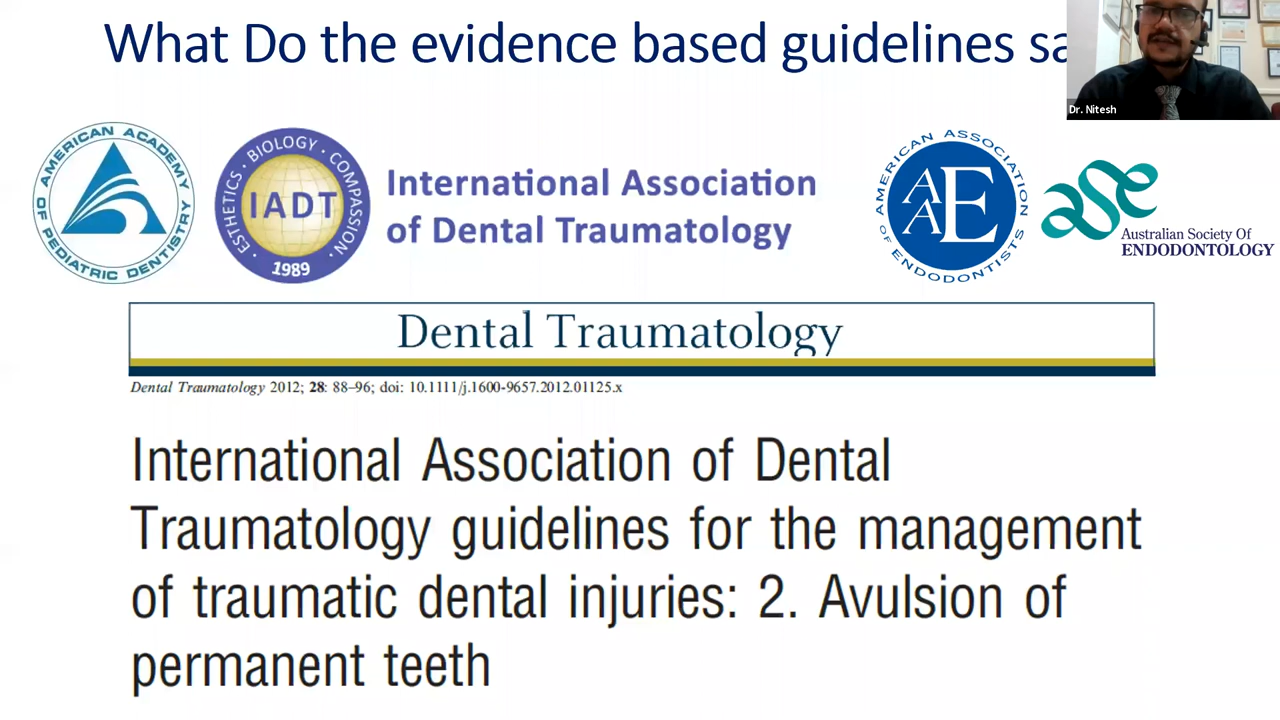 What Do the evidence based guidelines sa
Dr. Nitesh
AMERICAN ACADEMY
OF PEDIATRIC DENTISTRY
ESTHETICS · BIOLOGY · COMPASSION
IADT
1989
International Association
of Dental Traumatology
AMERICAN ASSOCIATION
AAE
OF ENDODONTISTS
ase
Australian Society Of
ENDODONTOLOGY
Dental Traumatology
Dental Traumatology 2012; 28: 88–96; doi: 10.1111/j.1600-9657.2012.01125.x
International Association of Dental
Traumatology guidelines for the management
of traumatic dental injuries: 2. Avulsion of
permanent teeth